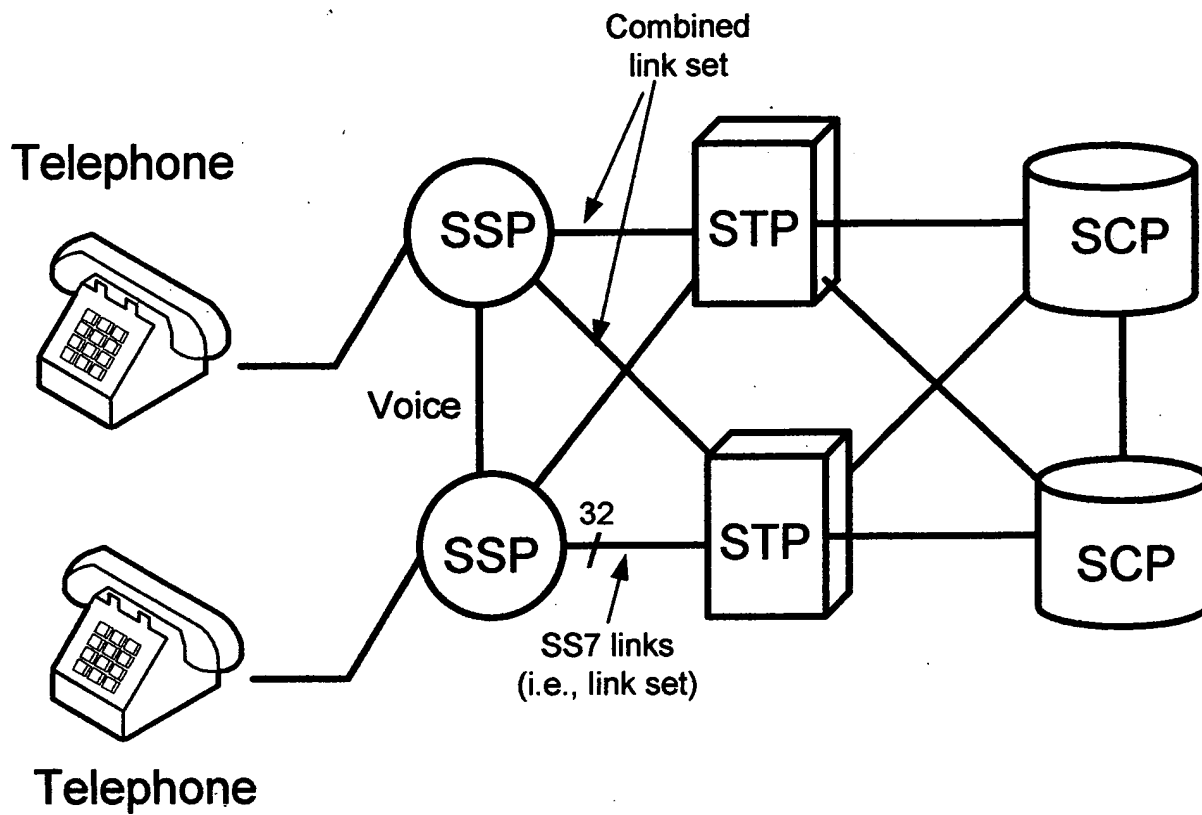 Combined
link set
Telephone
SSP
STP
SCP
Voice
SSP
32
STP
SCP
SS7 links
(i.e., link set)
Telephone